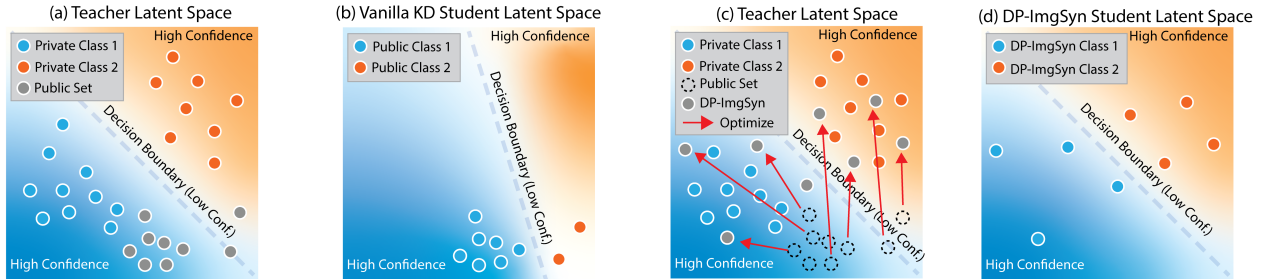 (a) Teacher Latent Space
High Confidence
Private Class 1
Private Class 2
Public Set
Decision Boundary (Low Conf.)
High Confidence
(b) Vanilla KD Student Latent Space
High Confidence
Public Class 1
Public Class 2
Decision Boundary (Low Conf.)
High Confidence
(c) Teacher Latent Space
High Confidence
Private Class 1
Private Class 2
Public Set
DP-ImgSyn
Optimize
Decision Boundary (Low Conf.)
High Confidence
(d) DP-ImgSyn Student Latent Space
High Confidence
DP-ImgSyn Class 1
DP-ImgSyn Class 2
Decision Boundary (Low Conf.)
High Confidence